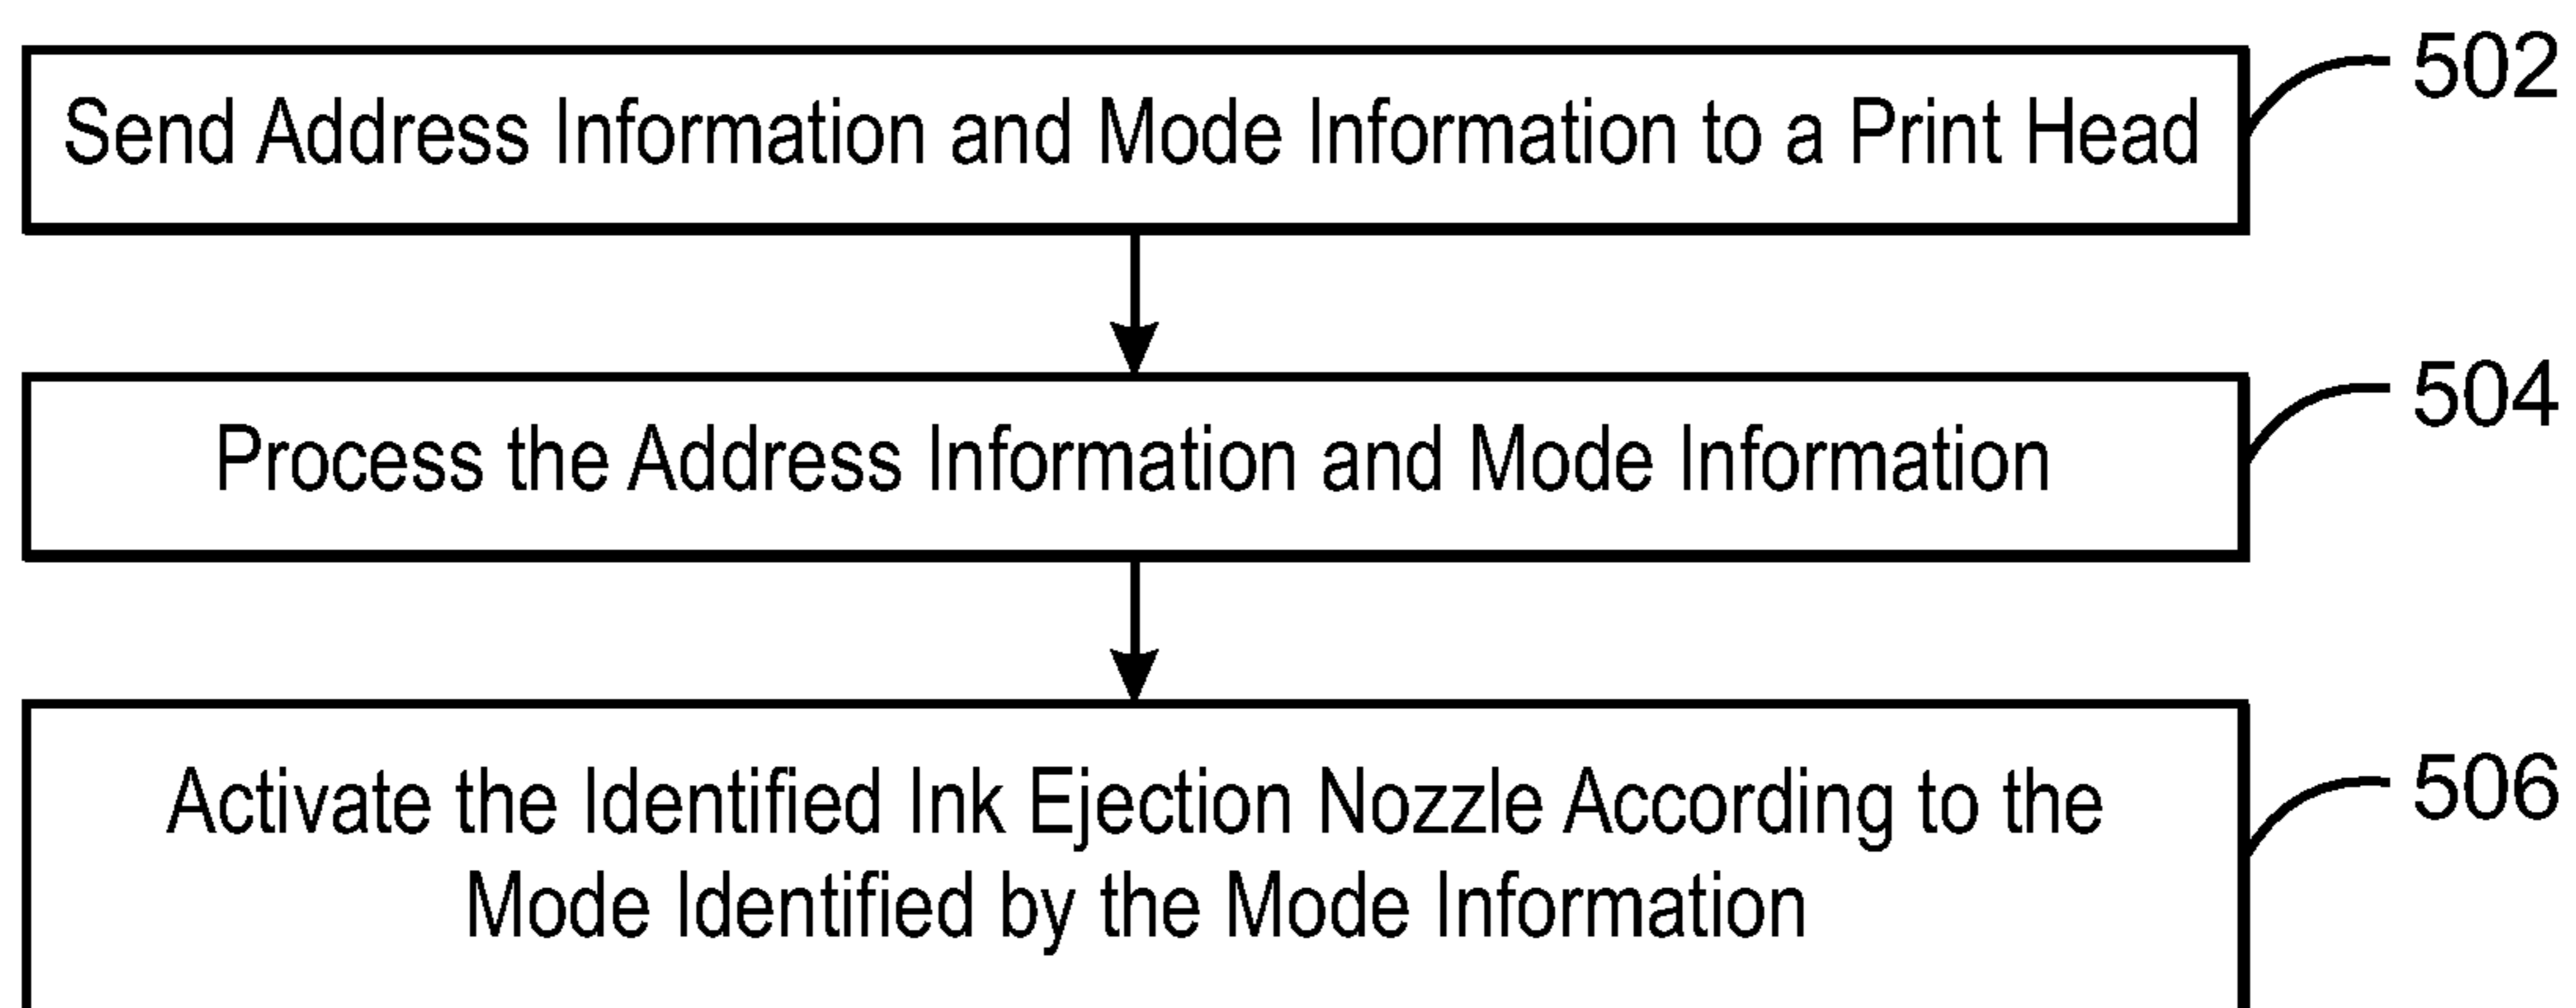 Send Address Information and Mode Information to a Print Head
502
Process the Address Information and Mode Information
504
Activate the Identified Ink Ejection Nozzle According to the
Mode Identified by the Mode Information
506